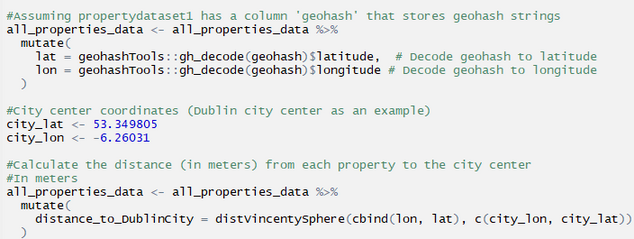 #Assuming propertydataset1 has a column 'geohash' that stores geohash strings
all_properties_data <- all_properties_data %>%
  mutate(
    lat = geohashTools::gh_decode(geohash)$latitude,  # Decode geohash to latitude
    lon = geohashTools::gh_decode(geohash)$longitude # Decode geohash to longitude
  )
#City center coordinates (Dublin city center as an example)
city_lat <- 53.349805
city_lon <- -6.26031
#Calculate the distance (in meters) from each property to the city center
#In meters
all_properties_data <- all_properties_data %>%
  mutate(
    distance_to_DublinCity = distVincentySphere(cbind(lon, lat), c(city_lon, city_lat))
  )